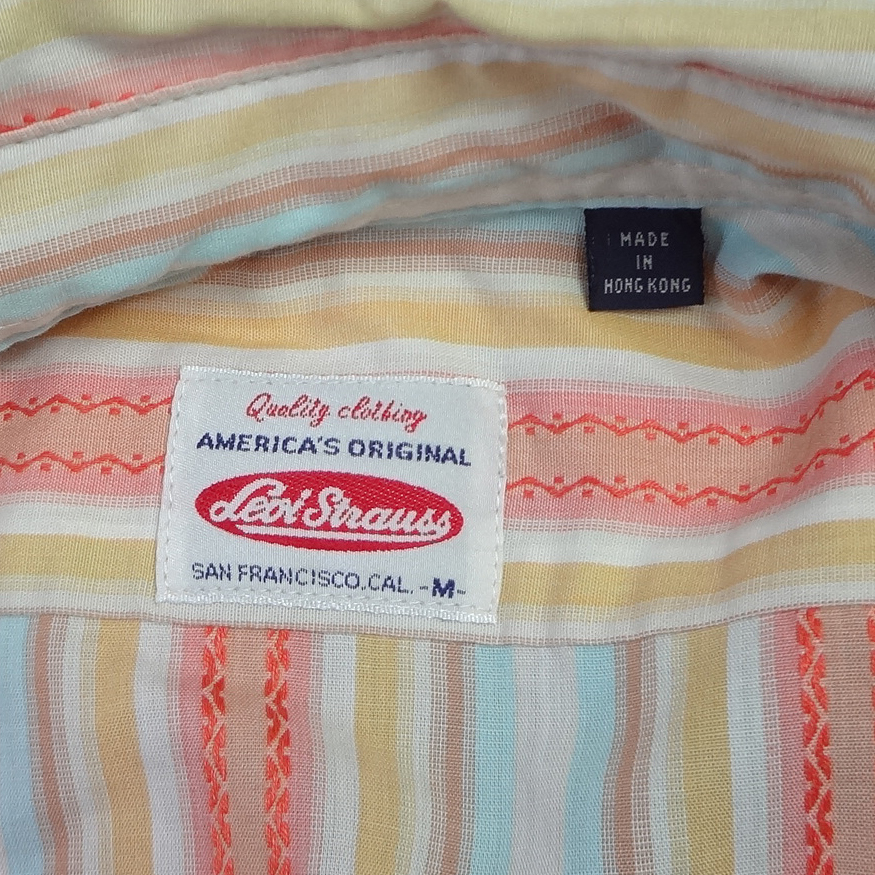 MADE
IN
HONG KONG
Quality clothing
AMERICA'S ORIGINAL
Levi Strauss
SAN FRANCISCO, CAL. -M-